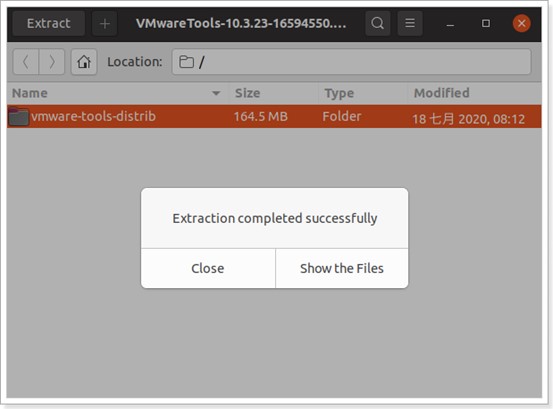 Extract + VMwareTools-10.3.23-16594550.…
Location: /
Name Size Type Modified
vmware-tools-distrib 164.5 MB Folder 18 七月 2020, 08:12
Extraction completed successfully
Close Show the Files